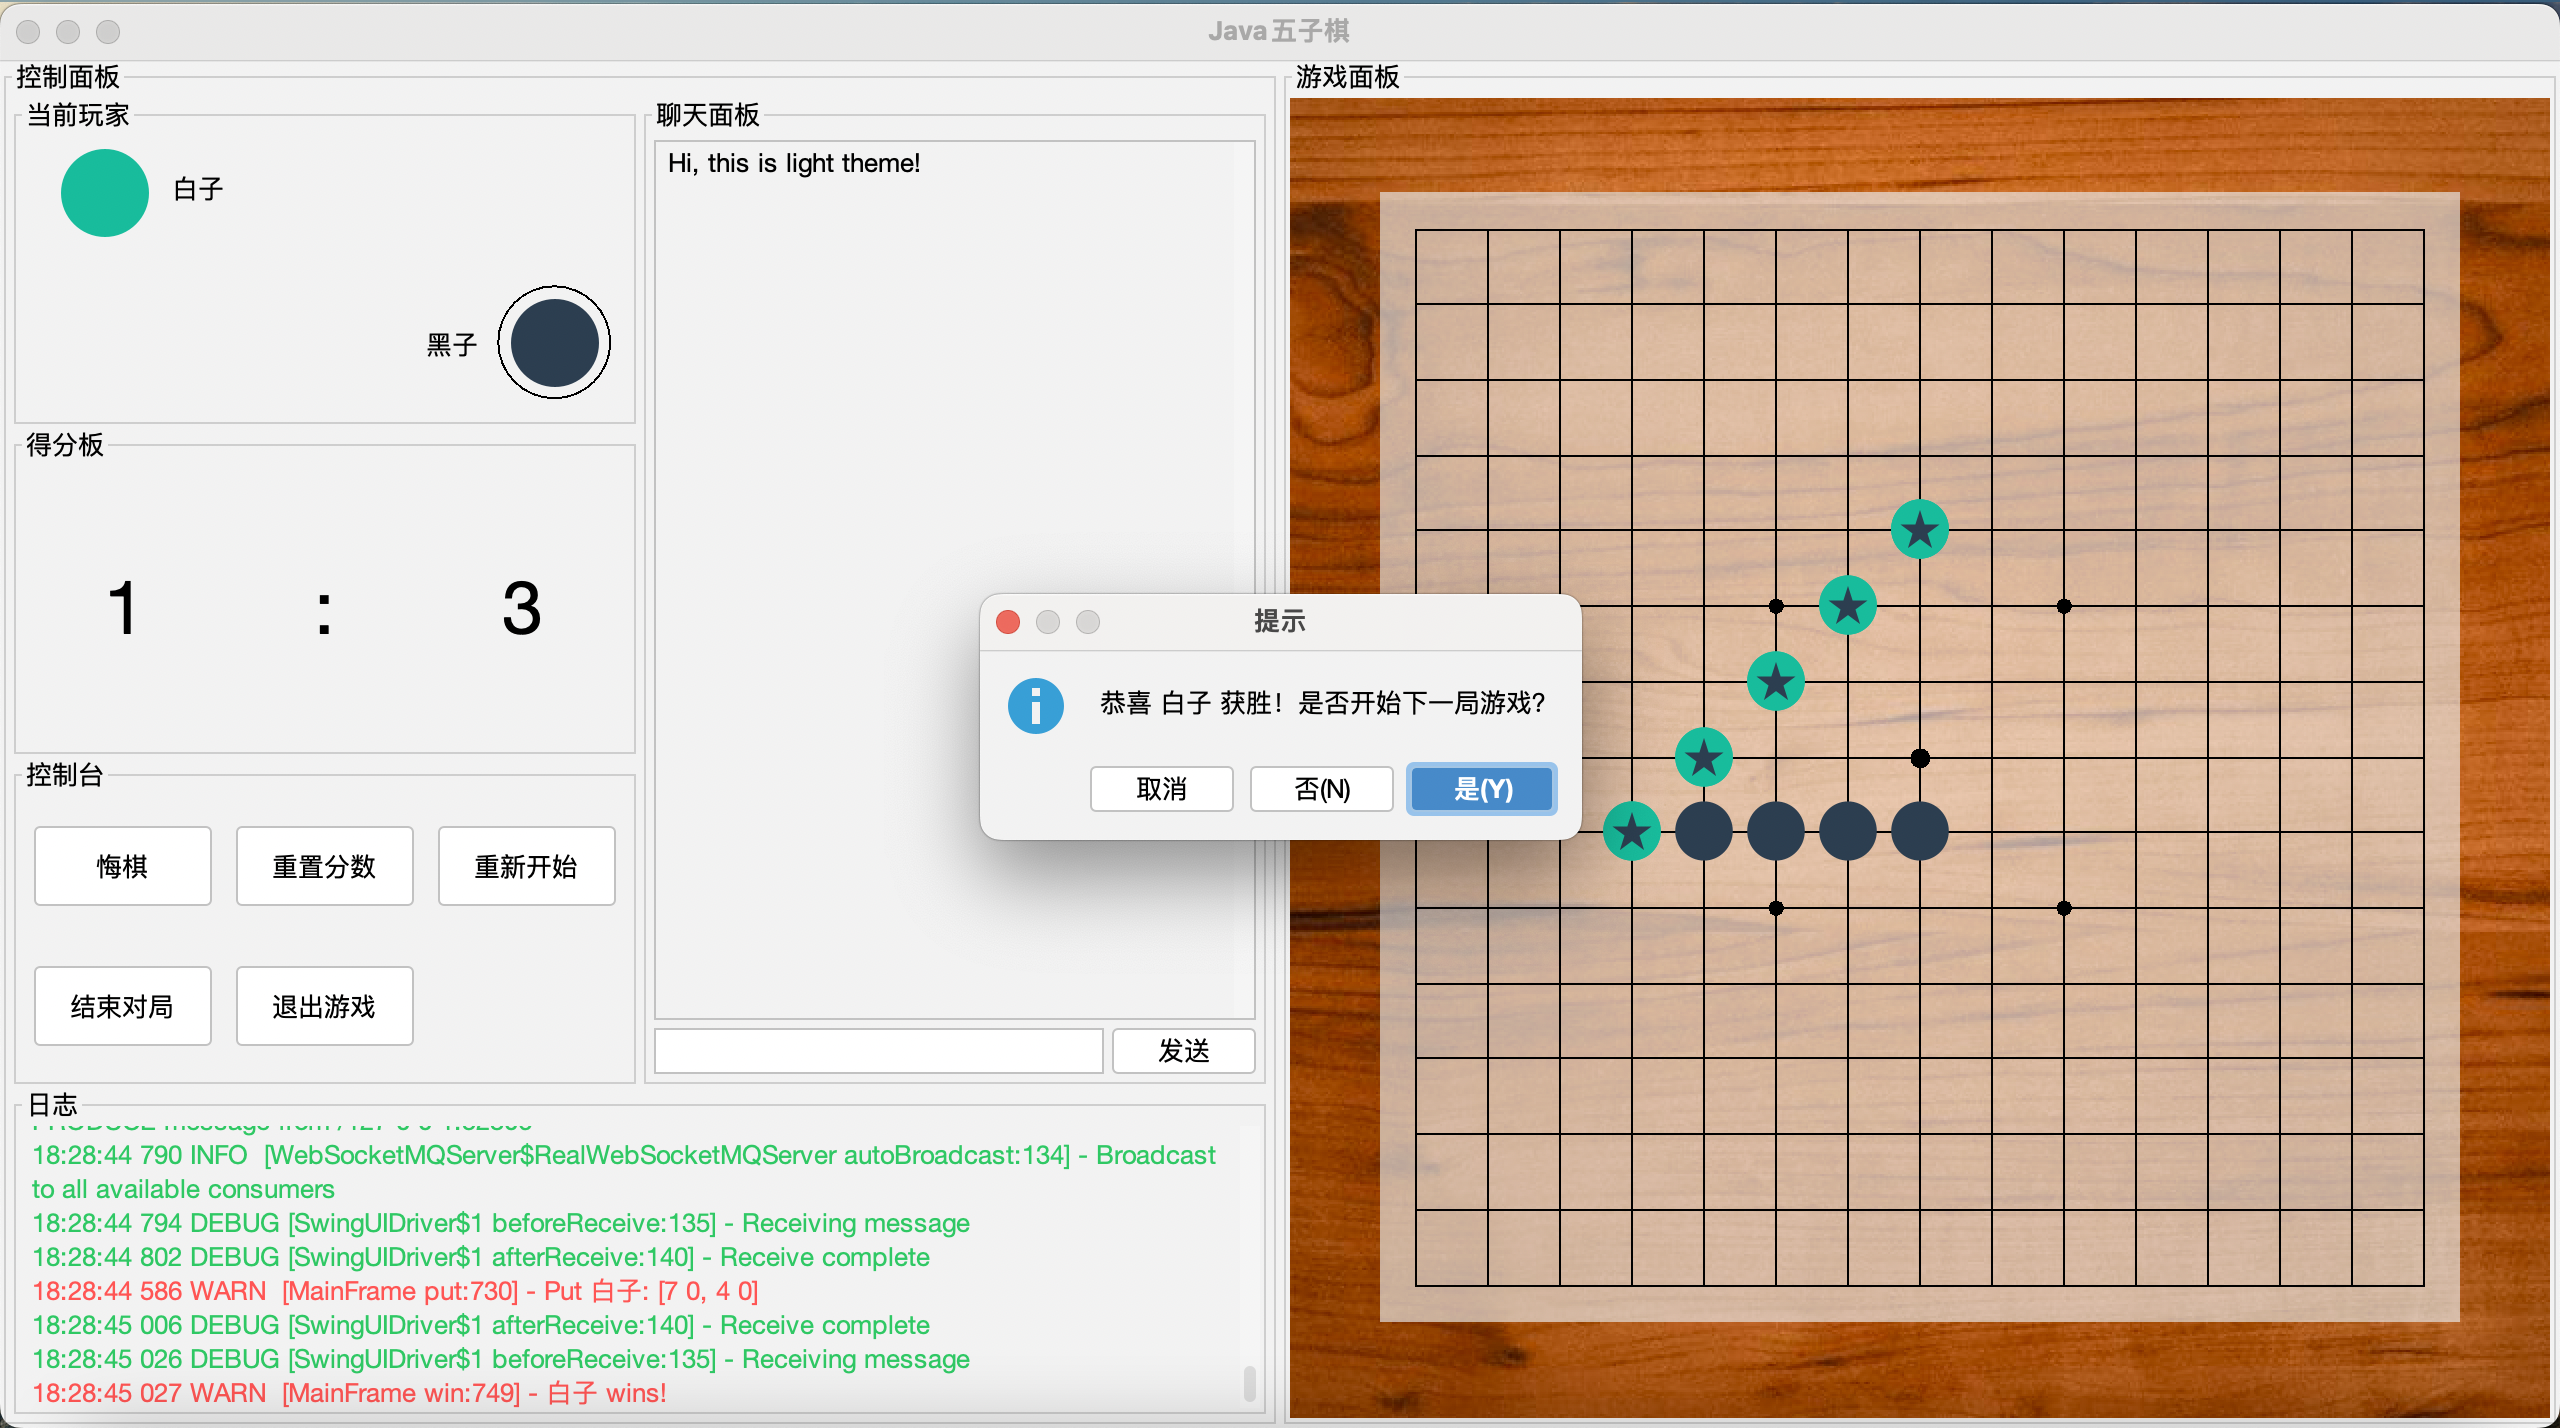 Java五子棋
控制面板
当前玩家
白子
黑子
得分板
1 : 3
控制台
悔棋
重置分数
重新开始
结束对局
退出游戏
聊天面板
Hi, this is light theme!
发送
日志
18:28:44 790 INFO  [WebSocketMQServer$RealWebSocketMQServer autoBroadcast:134] - Broadcast
to all available consumers
18:28:44 794 DEBUG [SwingUIDriver$1 beforeReceive:135] - Receiving message
18:28:44 802 DEBUG [SwingUIDriver$1 afterReceive:140] - Receive complete
18:28:44 586 WARN  [MainFrame put:730] - Put 白子: [7 0, 4 0]
18:28:45 006 DEBUG [SwingUIDriver$1 afterReceive:140] - Receive complete
18:28:45 026 DEBUG [SwingUIDriver$1 beforeReceive:135] - Receiving message
18:28:45 027 WARN  [MainFrame win:749] - 白子 wins!
游戏面板
提示
恭喜 白子 获胜！是否开始下一局游戏？
取消
否(N)
是(Y)